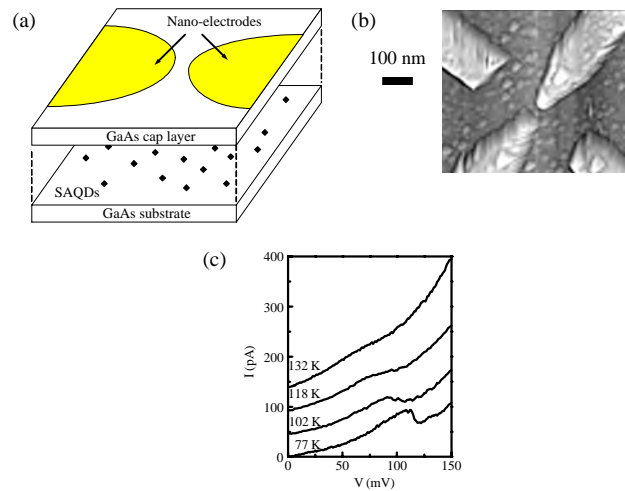 (a)
Nano-electrodes
GaAs cap layer
SAQDs
GaAs substrate
(b)
100 nm
(c)
400
300
200
100
0
I (pA)
132 K
118 K
102 K
77 K
0 50 100 150
V (mV)